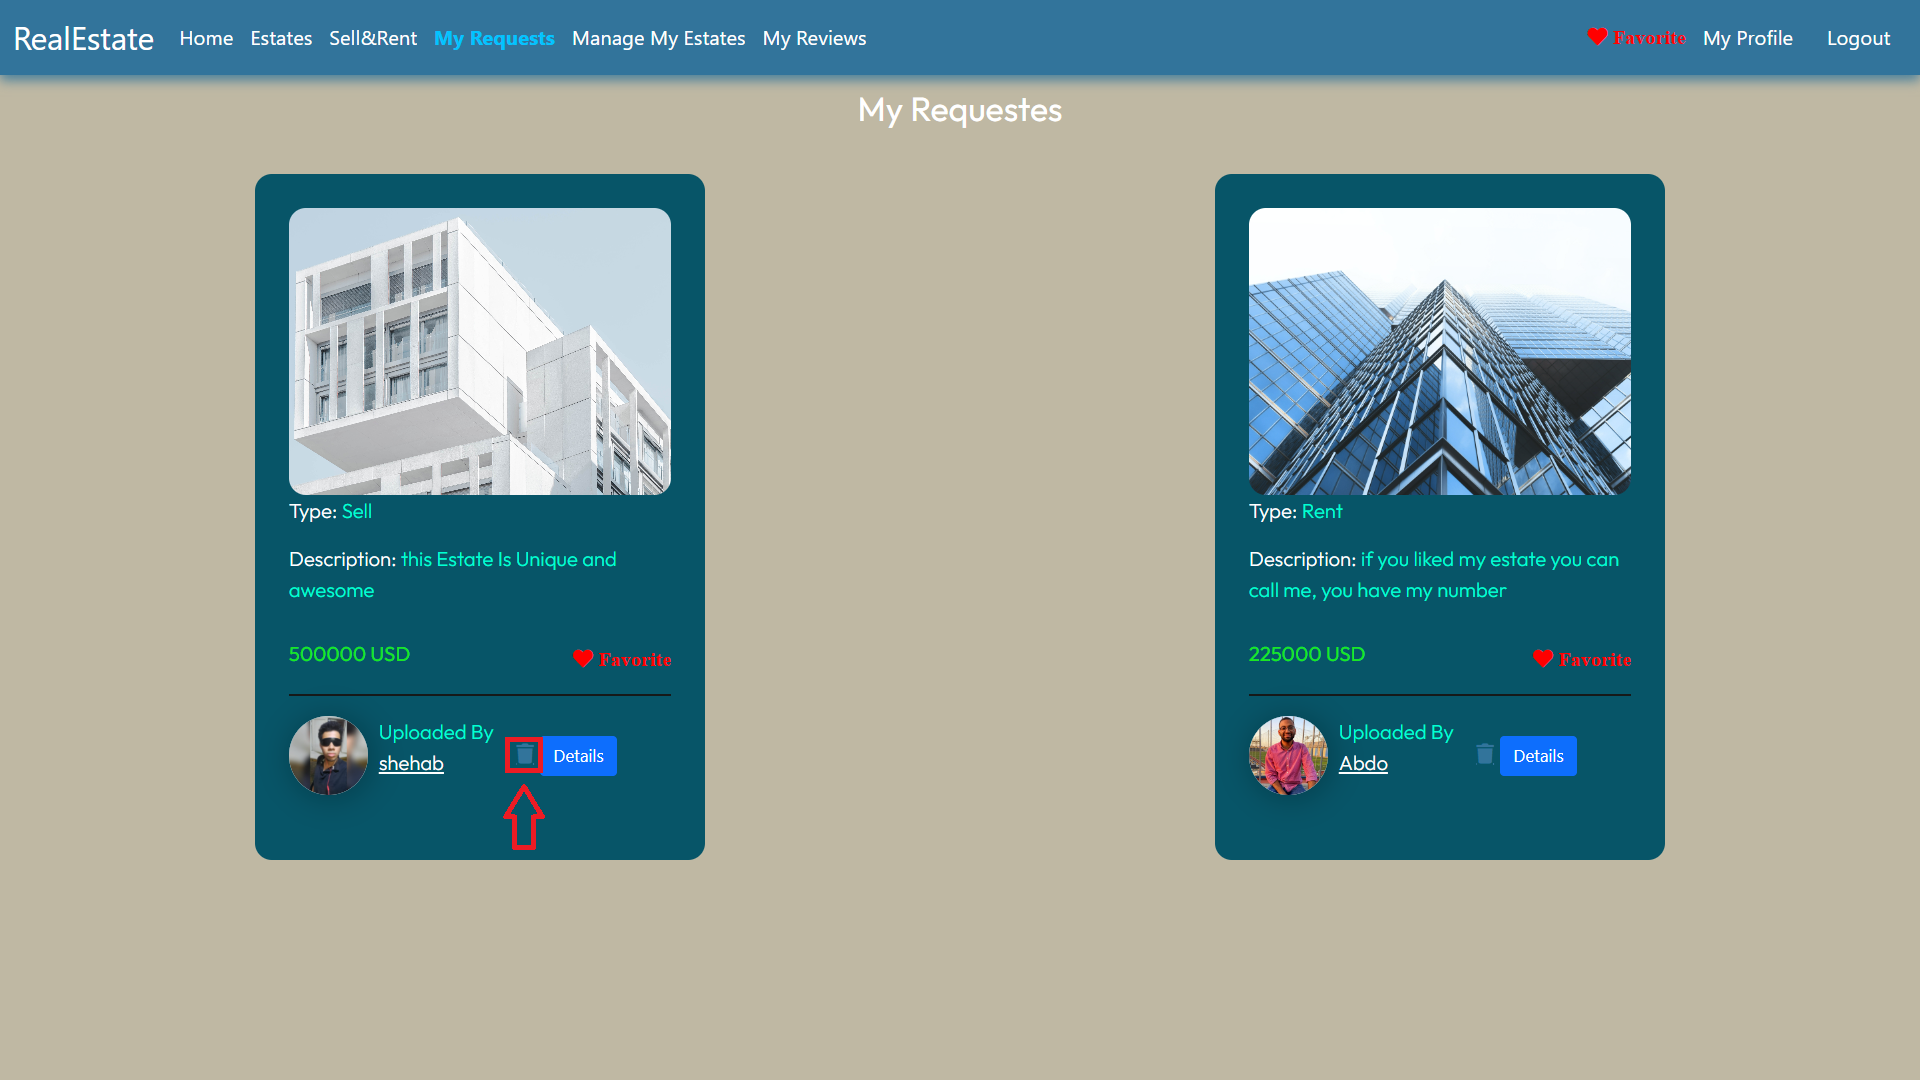 RealEstate Home Estates Sell&Rent My Requests Manage My Estates My Reviews Favorite My Profile Logout
My Requestes
Type: Sell
Description: this Estate Is Unique and
awesome
500000 USD
Favorite
Uploaded By
shehab
Details
Type: Rent
Description: if you liked my estate you can
call me, you have my number
225000 USD
Favorite
Uploaded By
Abdo
Details